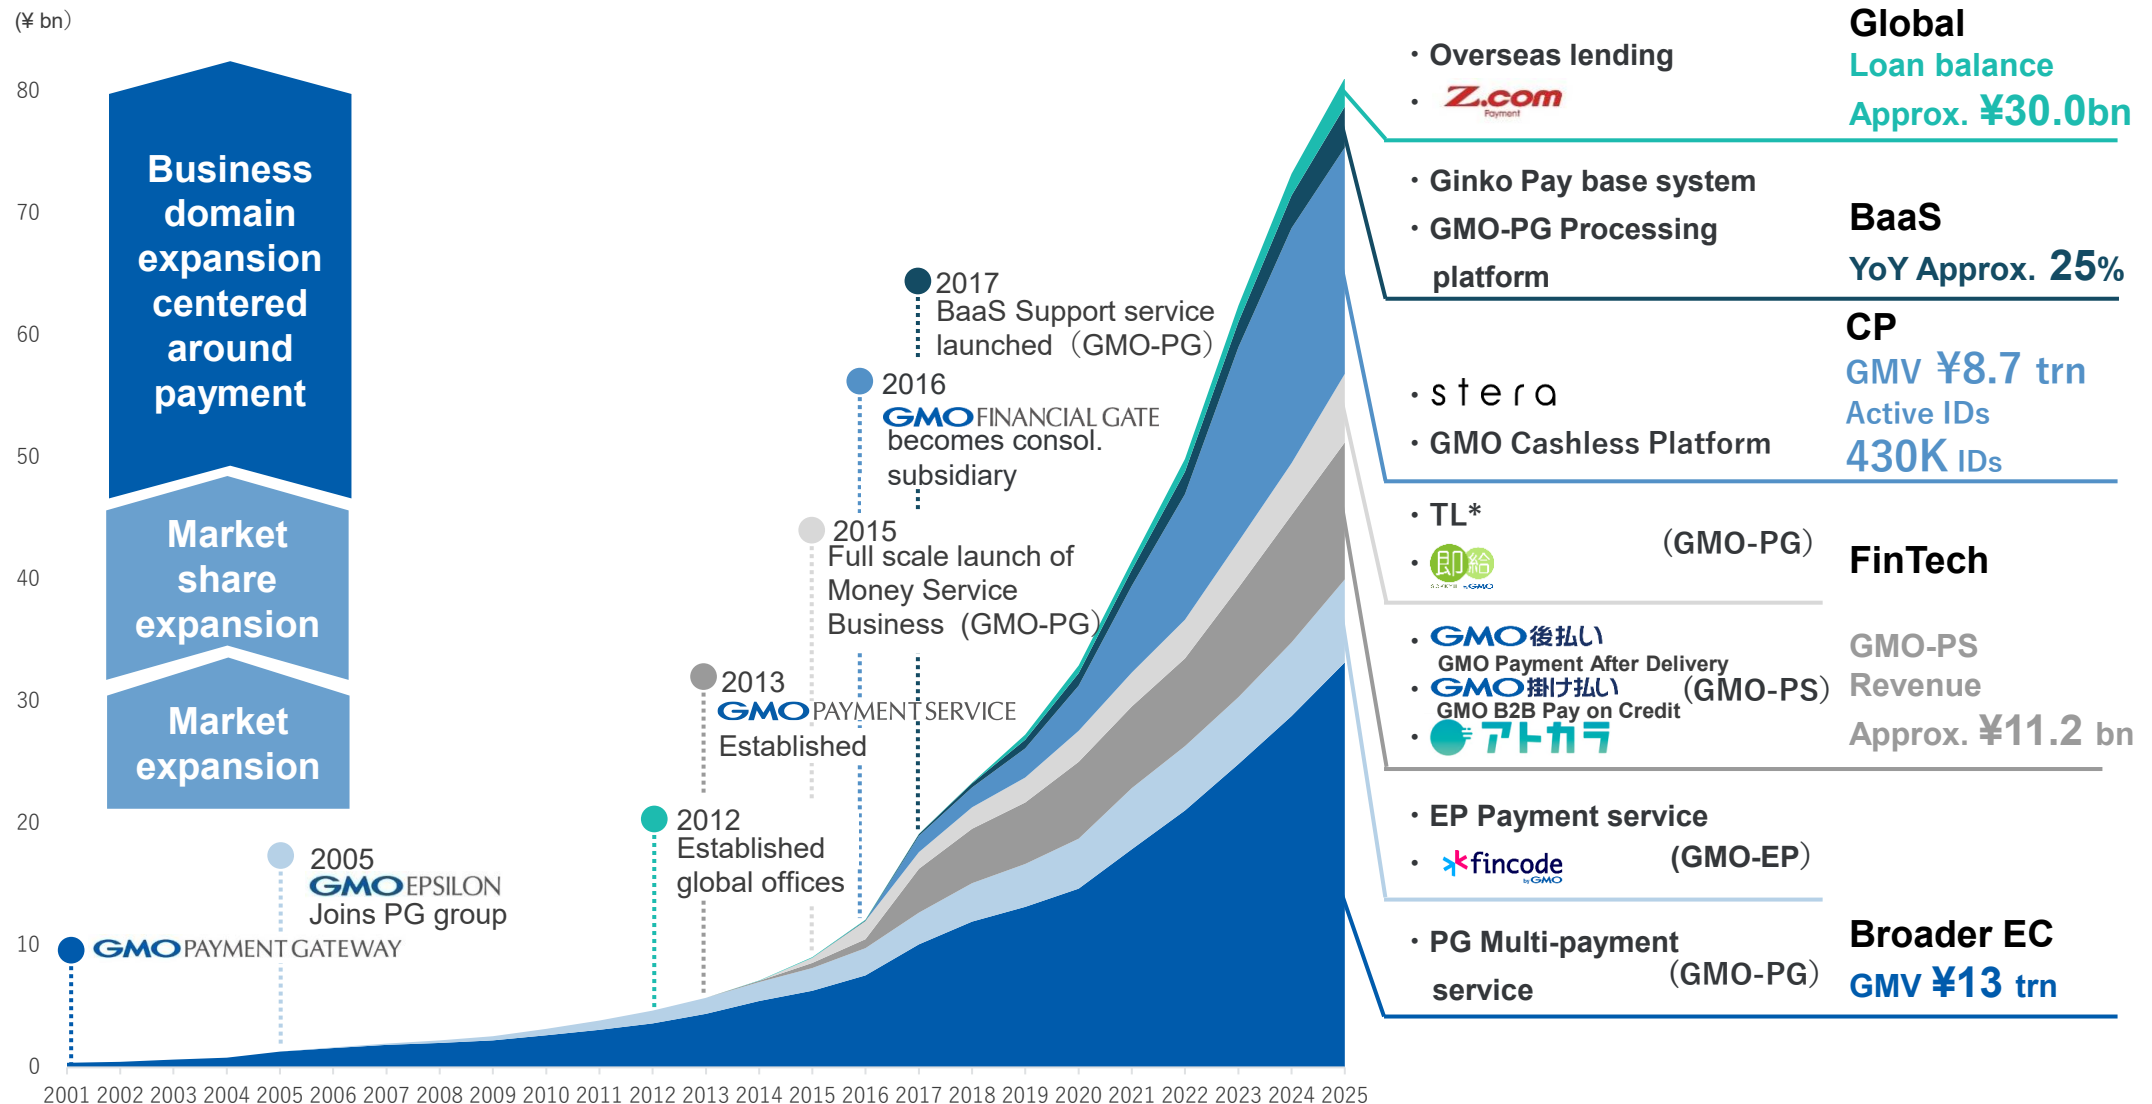 (¥ bn）
80
70
60
50
40
30
20
10
0
Business
domain
expansion
centered
around
payment
Market
share
expansion
Market
expansion
GMO PAYMENT GATEWAY
2005
GMO EPSILON
Joins PG group
2012
Established
global offices
2013
GMO PAYMENT SERVICE
Established
2015
Full scale launch of
Money Service
Business (GMO-PG)
2016
GMO FINANCIAL GATE
becomes consol.
subsidiary
2017
BaaS Support service
launched（GMO-PG）
2001 2002 2003 2004 2005 2006 2007 2008 2009 2010 2011 2012 2013 2014 2015 2016 2017 2018 2019 2020 2021 2022 2023 2024 2025
・Overseas lending
・Z.com
Payment
Global
Loan balance
Approx. ¥30.0bn
・Ginko Pay base system
・GMO-PG Processing
platform
BaaS
YoY Approx. 25%
・stera
・GMO Cashless Platform
CP
GMV ¥8.7 trn
Active IDs
430K IDs
・TL*
・即給
by GMO
（GMO-PG）
FinTech
・GMO後払い
GMO Payment After Delivery
・GMO掛け払い
GMO B2B Pay on Credit
・アトカラ
（GMO-PS）
GMO-PS
Revenue
Approx. ¥11.2 bn
・EP Payment service
・fincode
by GMO
(GMO-EP）
・PG Multi-payment
service
（GMO-PG）
Broader EC
GMV ¥13 trn